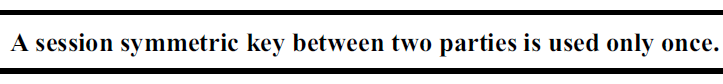 A session symmetric key between two parties is used only once.